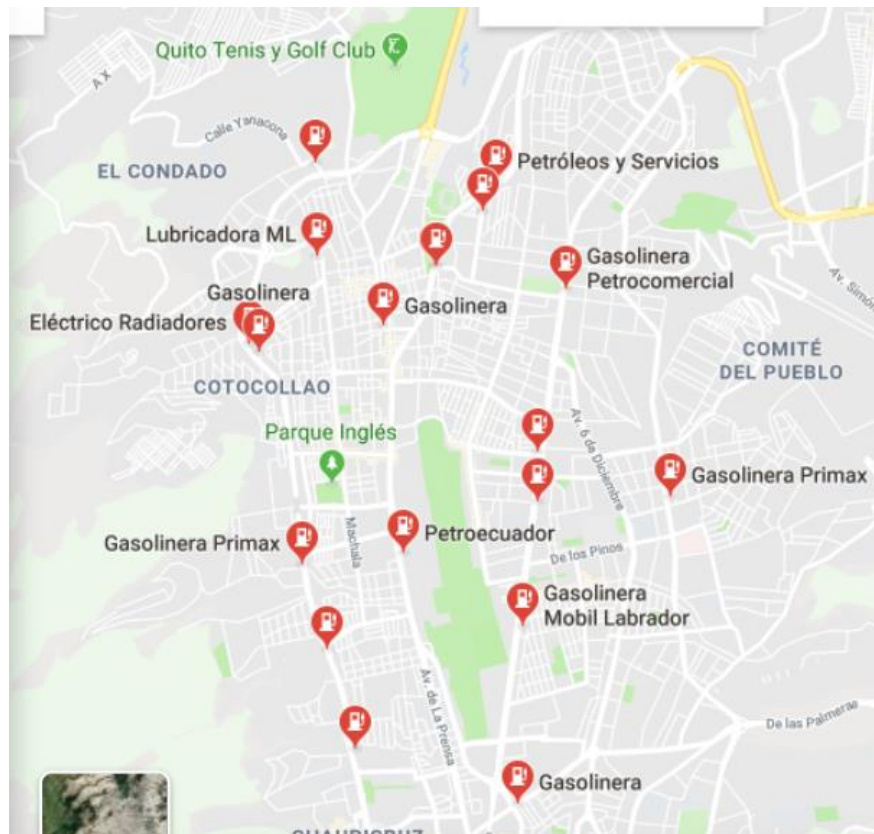 Quito Tenis y Golf Club
A X
Calle Yanacona
EL CONDADO
Petróleos y Servicios
Lubricadora ML
Gasolinera
Petrocomercial
Av. Simón
Gasolinera
Eléctrico Radiadores
Gasolinera
COMITÉ
DEL PUEBLO
COTOCOLLAO
Av. 6 de Diciembre
Parque Inglés
Gasolinera Primax
Machala
Gasolinera Primax
Petroecuador
De los Pinos
Gasolinera
Mobil Labrador
Av. de La Prensa
De las Palmeras
Gasolinera